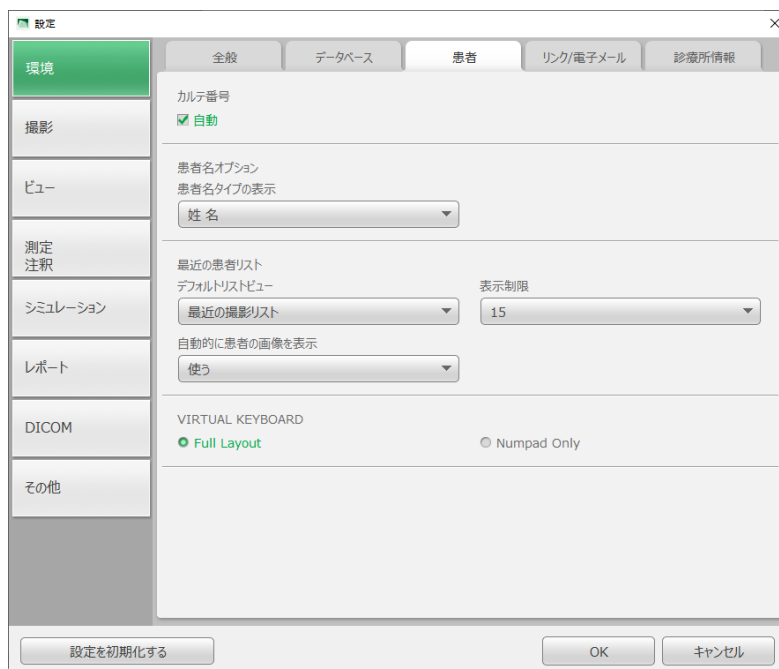 設定
環境
撮影
ビュー
測定
注釈
シミュレーション
レポート
DICOM
その他
全般
データベース
患者
リンク/電子メール
診療所情報
カルテ番号
自動
患者名オプション
患者名タイプの表示
姓 名
最近の患者リスト
デフォルトリストビュー
表示制限
最近の撮影リスト
15
自動的に患者の画像を表示
使う
VIRTUAL KEYBOARD
Full Layout
Numpad Only
設定を初期化する
OK
キャンセル